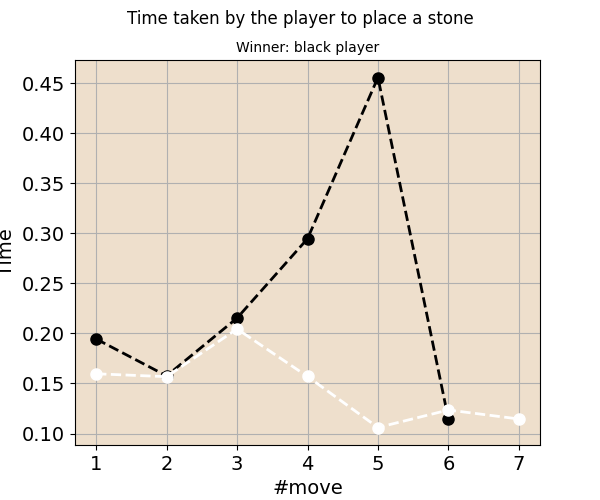 Time taken by the player to place a stone
Winner: black player
0.45
0.40
0.35
0.30
0.25
0.20
0.15
0.10
Time
1 2 3 4 5 6 7
#move